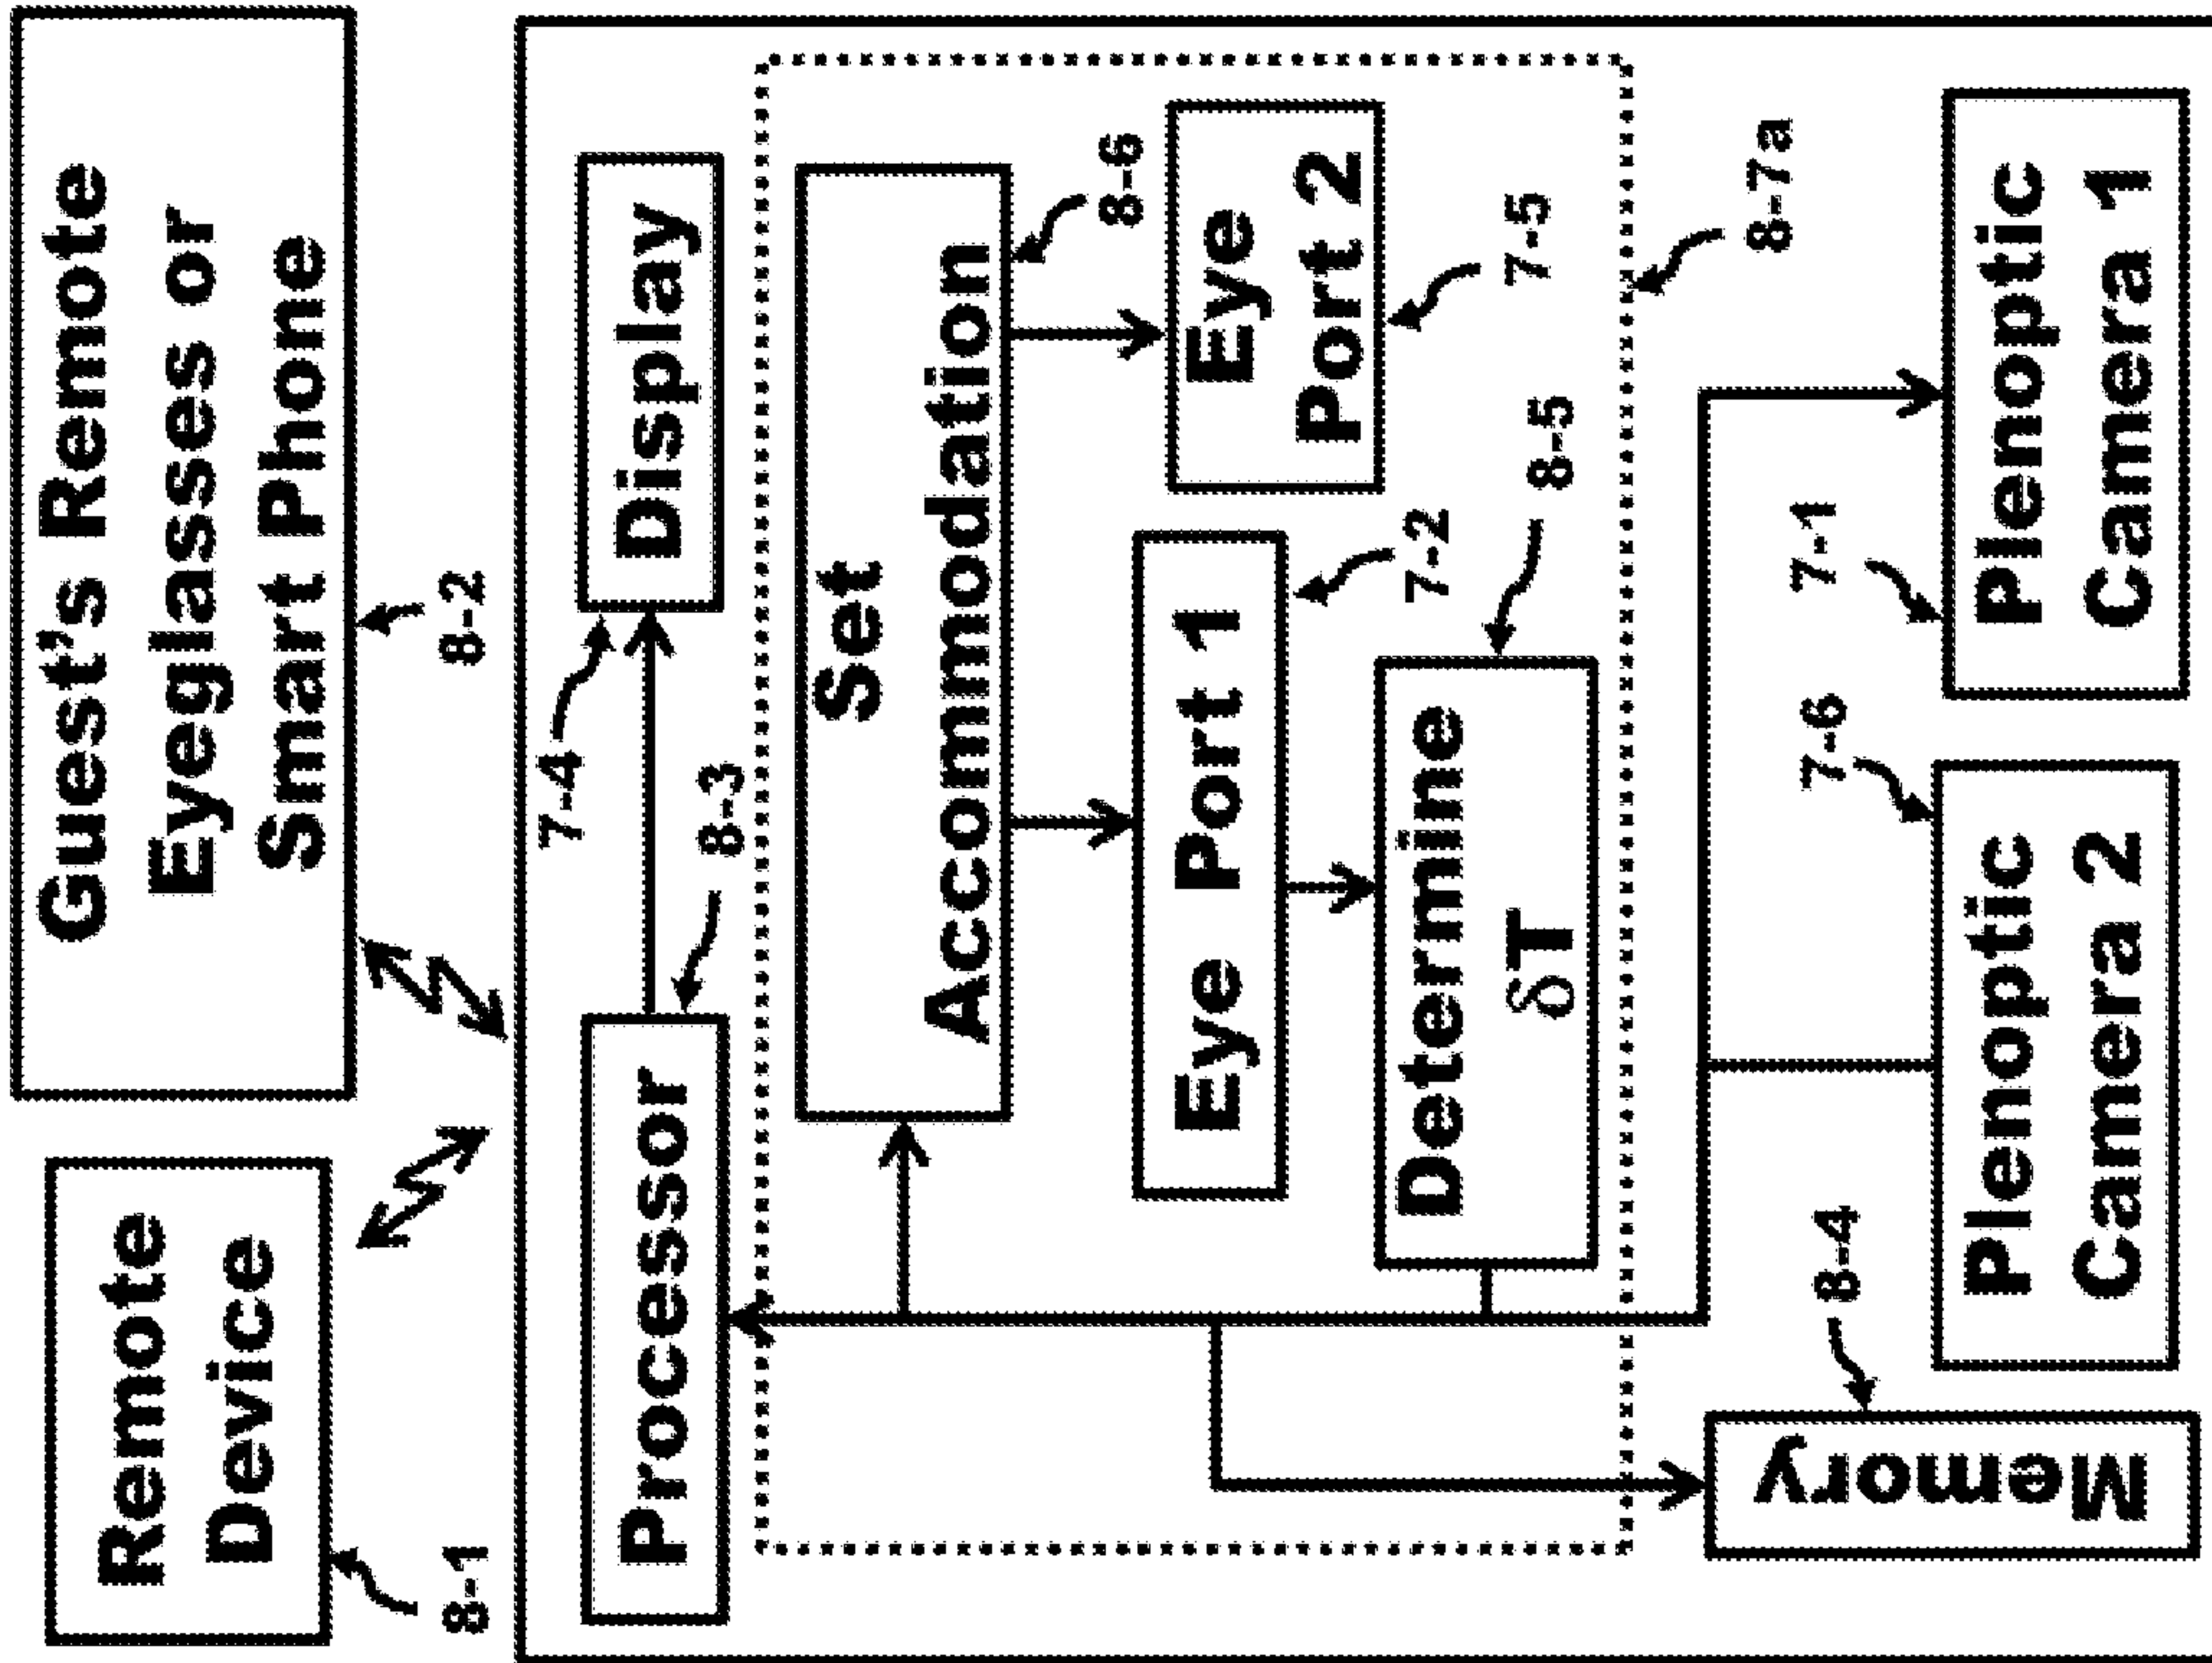 Remote
Device
8-1
Guest's Remote
Eyeglasses or
Smart Phone
8-2
Processor
8-3
7-4
Display
Set
Accommodation
8-6
Eye Port 1
7-2
Eye
Port 2
7-5
Determine
δT
8-5
8-7a
Memory
8-4
Plenoptic
Camera 2
7-6
Plenoptic
Camera 1
7-1